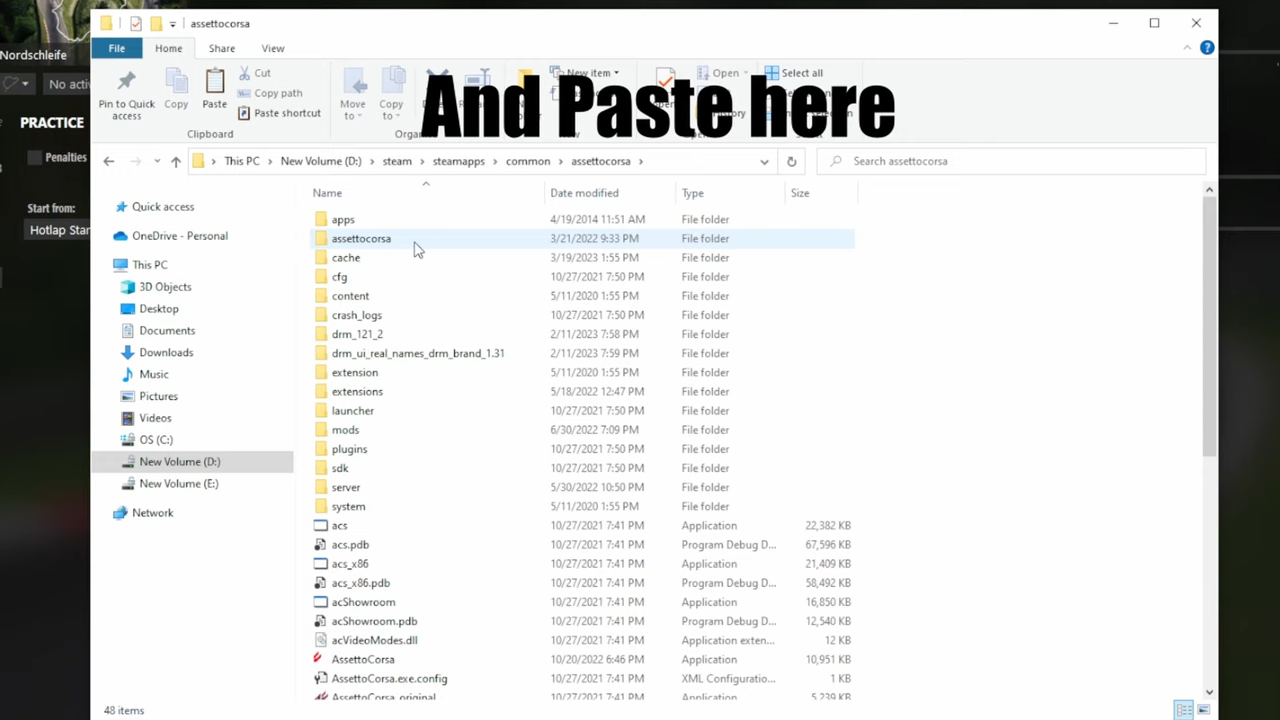 assettocorsa
Nordschleife
File Home Share View
No acti
PRACTICE
Penalties
Start from:
Hotlap Star
Pin to Quick
access
Copy
Paste
Cut
Copy path
Paste shortcut
Clipboard
Move
to
Copy
to
New item
Open
Select all
And Paste here
This PC New Volume (D:) steam steamapps common assettocorsa
Search assettocorsa
Name Date modified Type Size
Quick access
OneDrive - Personal
This PC
3D Objects
Desktop
Documents
Downloads
Music
Pictures
Videos
OS (C:)
New Volume (D:)
New Volume (E:)
Network
apps 4/19/2014 11:51 AM File folder
assettocorsa 3/21/2022 9:33 PM File folder
cache 3/19/2023 1:55 PM File folder
cfg 10/27/2021 7:50 PM File folder
content 5/11/2020 1:55 PM File folder
crash_logs 10/27/2021 7:50 PM File folder
drm_121_2 2/11/2023 7:58 PM File folder
drm_ui_real_names_drm_brand_1.31 2/11/2023 7:59 PM File folder
extension 5/11/2020 1:55 PM File folder
extensions 5/18/2022 12:47 PM File folder
launcher 10/27/2021 7:50 PM File folder
mods 6/30/2022 7:09 PM File folder
plugins 10/27/2021 7:50 PM File folder
sdk 10/27/2021 7:50 PM File folder
server 5/30/2022 10:50 PM File folder
system 5/11/2020 1:55 PM File folder
acs 10/27/2021 7:41 PM Application 22,382 KB
acs.pdb 10/27/2021 7:41 PM Program Debug D... 67,596 KB
acs_x86 10/27/2021 7:41 PM Application 21,409 KB
acs_x86.pdb 10/27/2021 7:41 PM Program Debug D... 58,492 KB
acShowroom 10/27/2021 7:41 PM Application 16,850 KB
acShowroom.pdb 10/27/2021 7:41 PM Program Debug D... 12,540 KB
acVideoModes.dll 10/27/2021 7:41 PM Application exten... 12 KB
AssettoCorsa 10/20/2022 6:46 PM Application 10,951 KB
AssettoCorsa.exe.config 10/27/2021 7:41 PM XML Configuratio... 1 KB
AssettoCorsa_original 10/27/2021 7:41 PM Application 5,239 KB
48 items